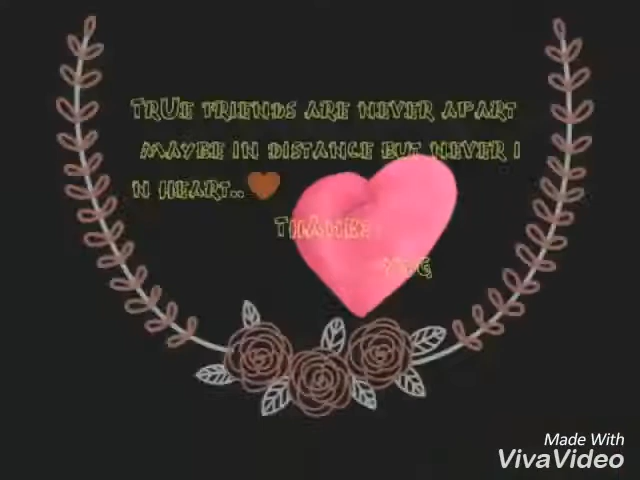 TRUE FRIENDS ARE NEVER APART
MAYBE IN DISTANCE BUT NEVER I
N HEART..
Made With
VivaVideo